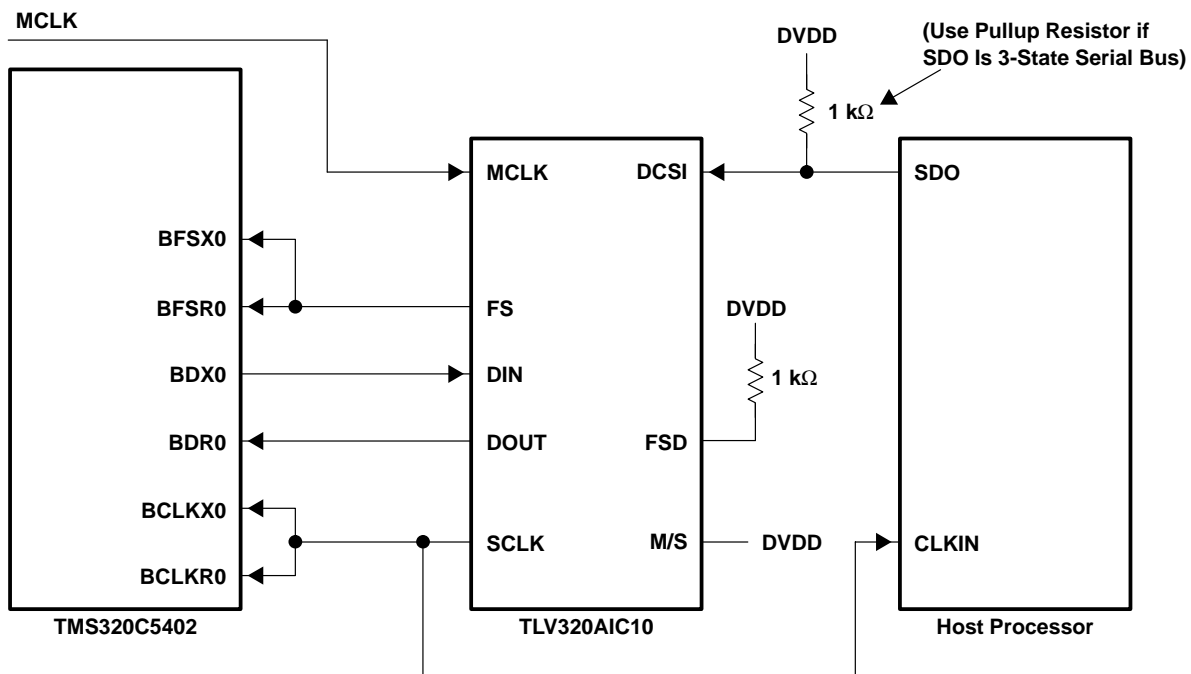 MCLK
DVDD
(Use Pullup Resistor if
SDO Is 3-State Serial Bus)
1 kΩ
MCLK
DCSI
SDO
BFSX0
BFSR0
FS
DVDD
BDX0
DIN
1 kΩ
BDR0
DOUT
FSD
BCLKX0
SCLK
M/S
DVDD
CLKIN
BCLKR0
TMS320C5402
TLV320AIC10
Host Processor